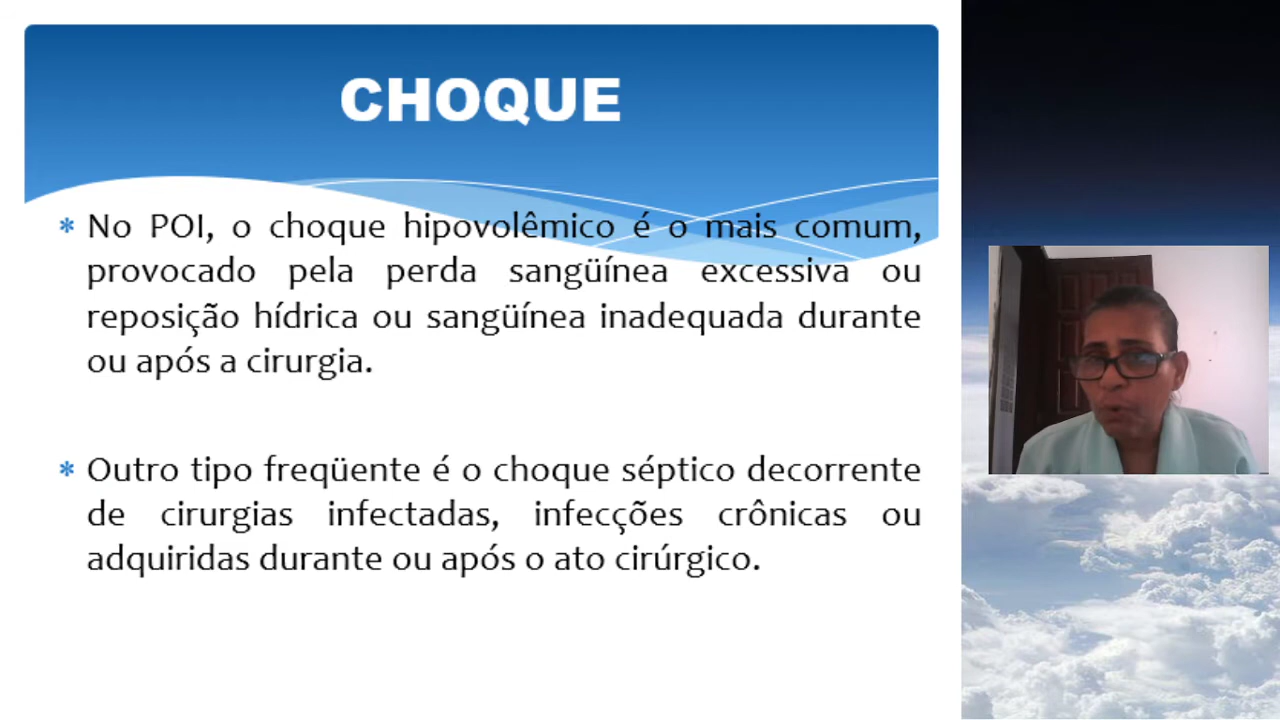 CHOQUE
* No POI, o choque hipovolêmico é o mais comum,
provocado pela perda sangüínea excessiva ou
reposição hídrica ou sangüínea inadequada durante
ou após a cirurgia.
* Outro tipo freqüente é o choque séptico decorrente
de cirurgias infectadas, infecções crônicas ou
adquiridas durante ou após o ato cirúrgico.